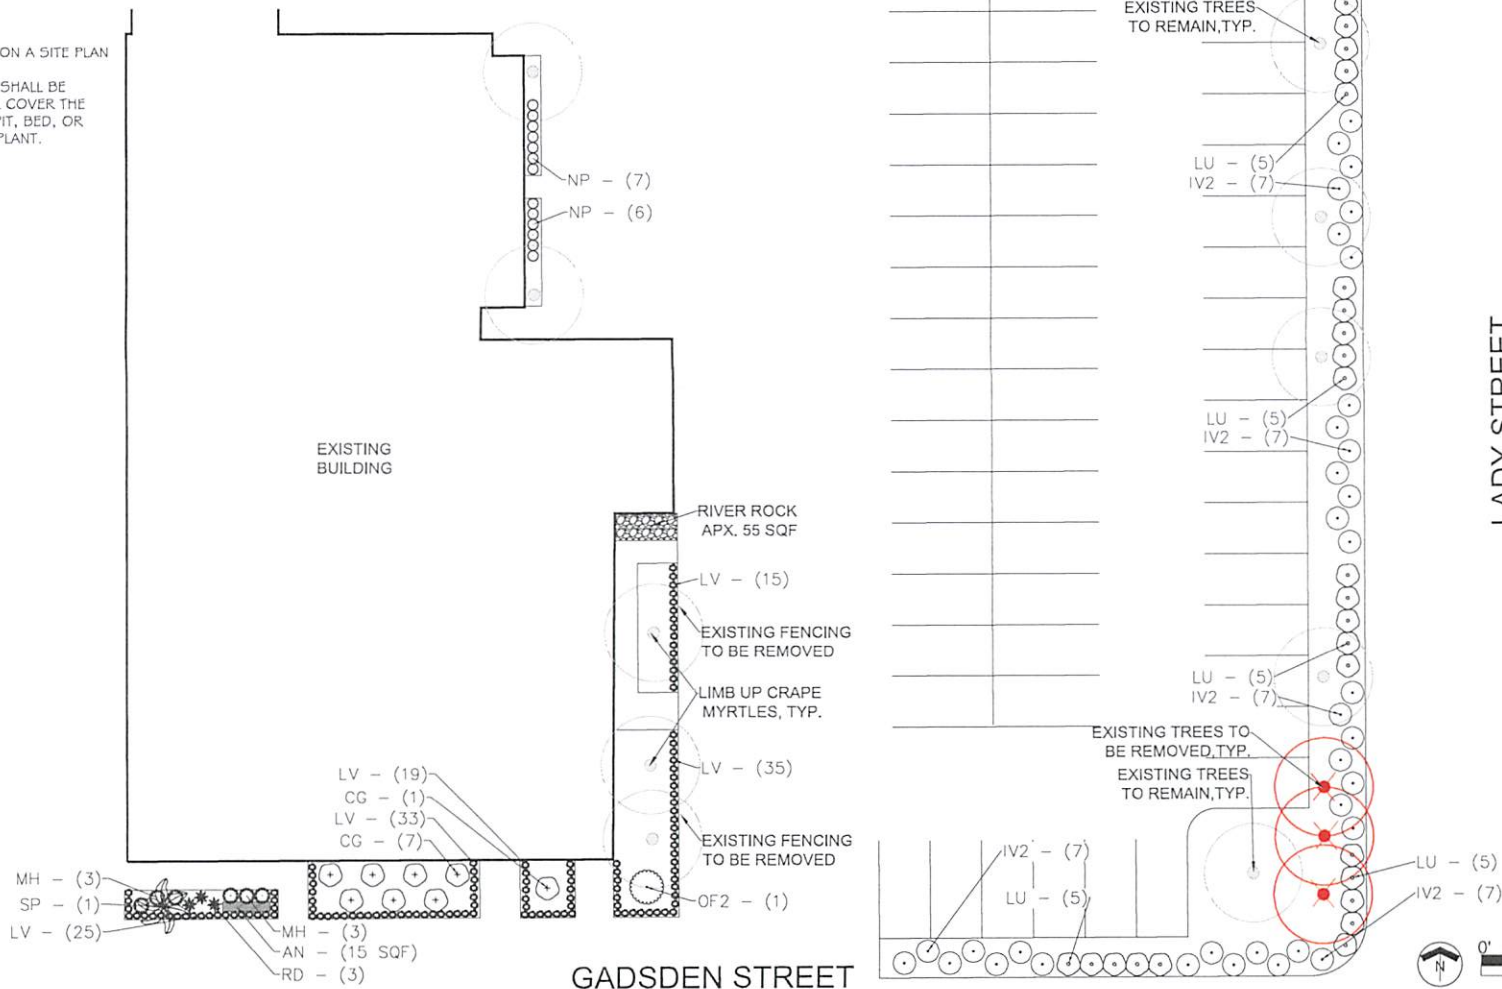 ON A SITE PLAN
SHALL BE
COVER THE
PIT, BED, OR
PLANT.
EXISTING TREES
TO REMAIN,TYP.
NP - (7)
NP - (6)
LU - (5)
IV2 - (7)
EXISTING
BUILDING
LU - (5)
IV2 - (7)
LADY STREET
RIVER ROCK
APX. 55 SQF
LV - (15)
EXISTING FENCING
TO BE REMOVED
LIMB UP CRAPE
MYRTLES, TYP.
LU - (5)
IV2 - (7)
EXISTING TREES TO
BE REMOVED,TYP.
EXISTING TREES
TO REMAIN,TYP.
LV - (35)
LV - (19)
CG - (1)
LV - (33)
CG - (7)
EXISTING FENCING
TO BE REMOVED
IV2 - (7)
LU - (5)
LU - (5)
IV2 - (7)
OF2 - (1)
MH - (3)
SP - (1)
LV - (25)
MH - (3)
AN - (15 SQF)
RD - (3)
GADSDEN STREET
N
0'